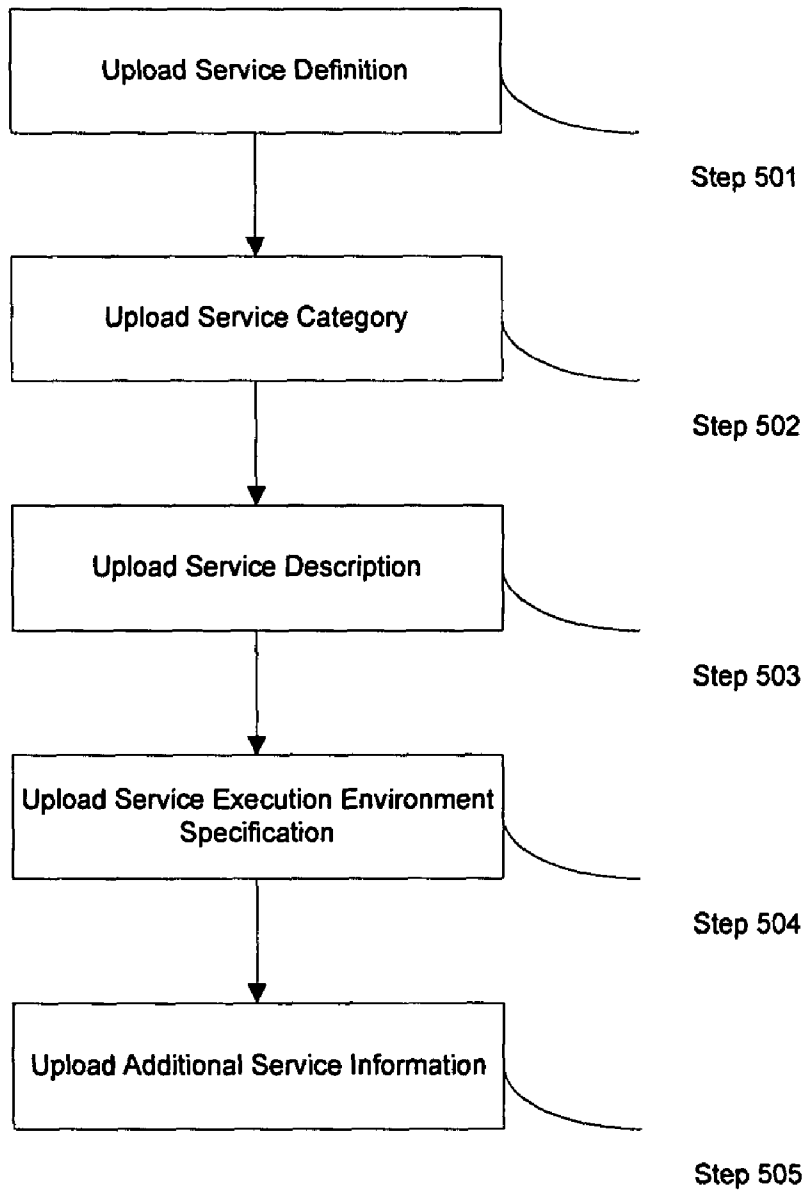 Upload Service Definition
Step 501
Upload Service Category
Step 502
Upload Service Description
Step 503
Upload Service Execution Environment
Specification
Step 504
Upload Additional Service Information
Step 505